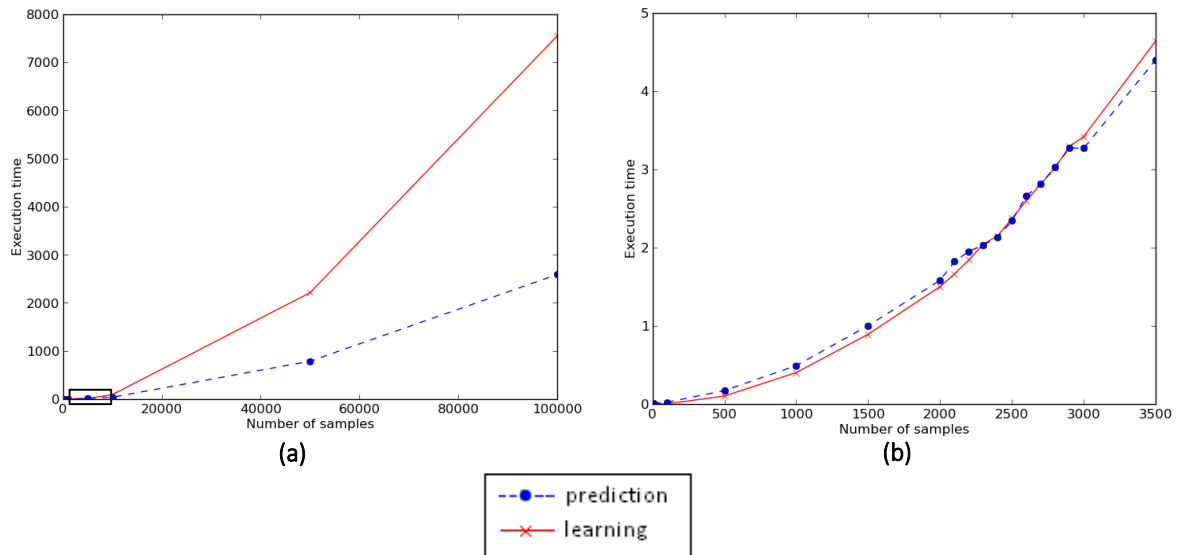 8000
7000
6000
5000
4000
3000
2000
1000
0
Execution time
0 20000 40000 60000 80000 100000
Number of samples
(a)
5
4
3
2
1
0
Execution time
0 500 1000 1500 2000 2500 3000 3500
Number of samples
(b)
prediction
learning